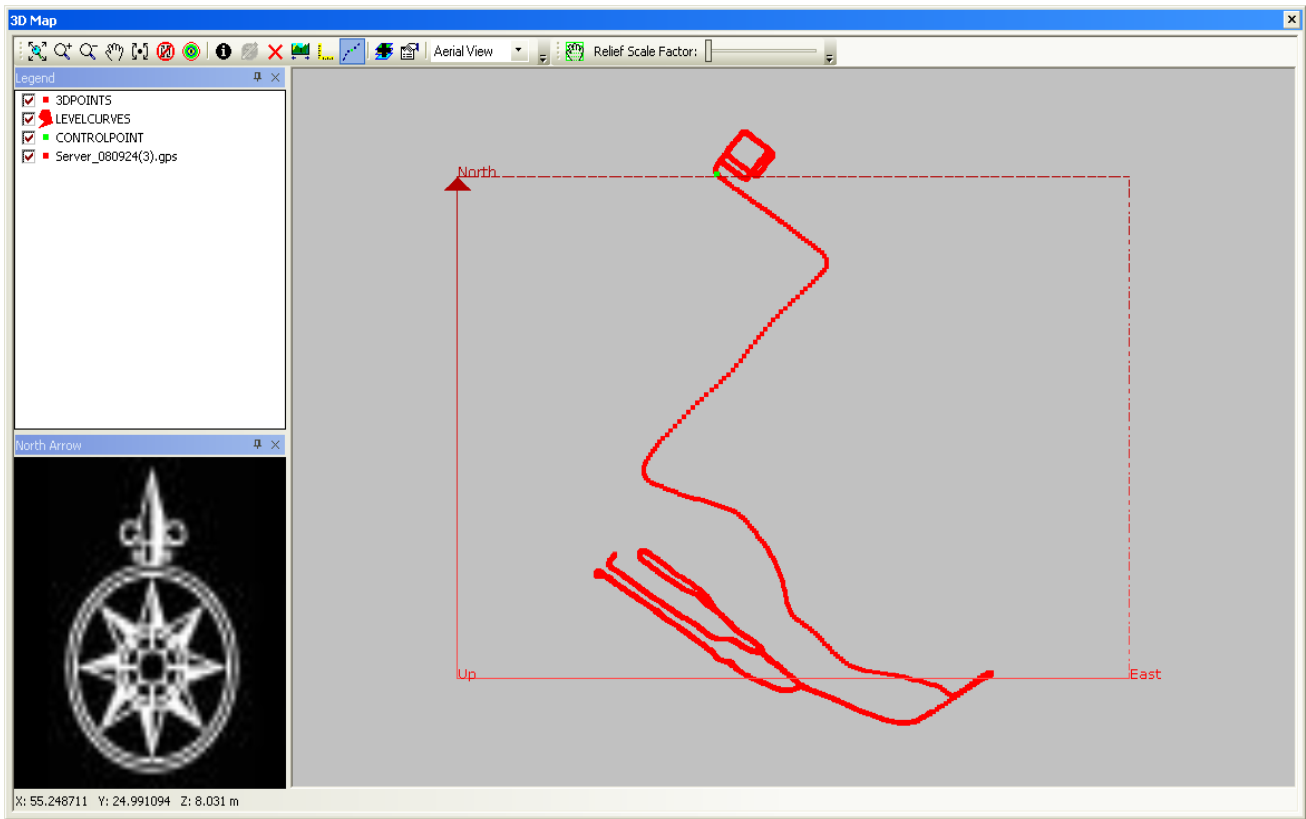 3D Map
Aerial View
Relief Scale Factor:
Legend
3DPOINTS
LEVELCURVES
CONTROLPOINT
Server_080924(3).gps
North Arrow
North
Up
East
X: 55.248711 Y: 24.991094 Z: 8.031 m